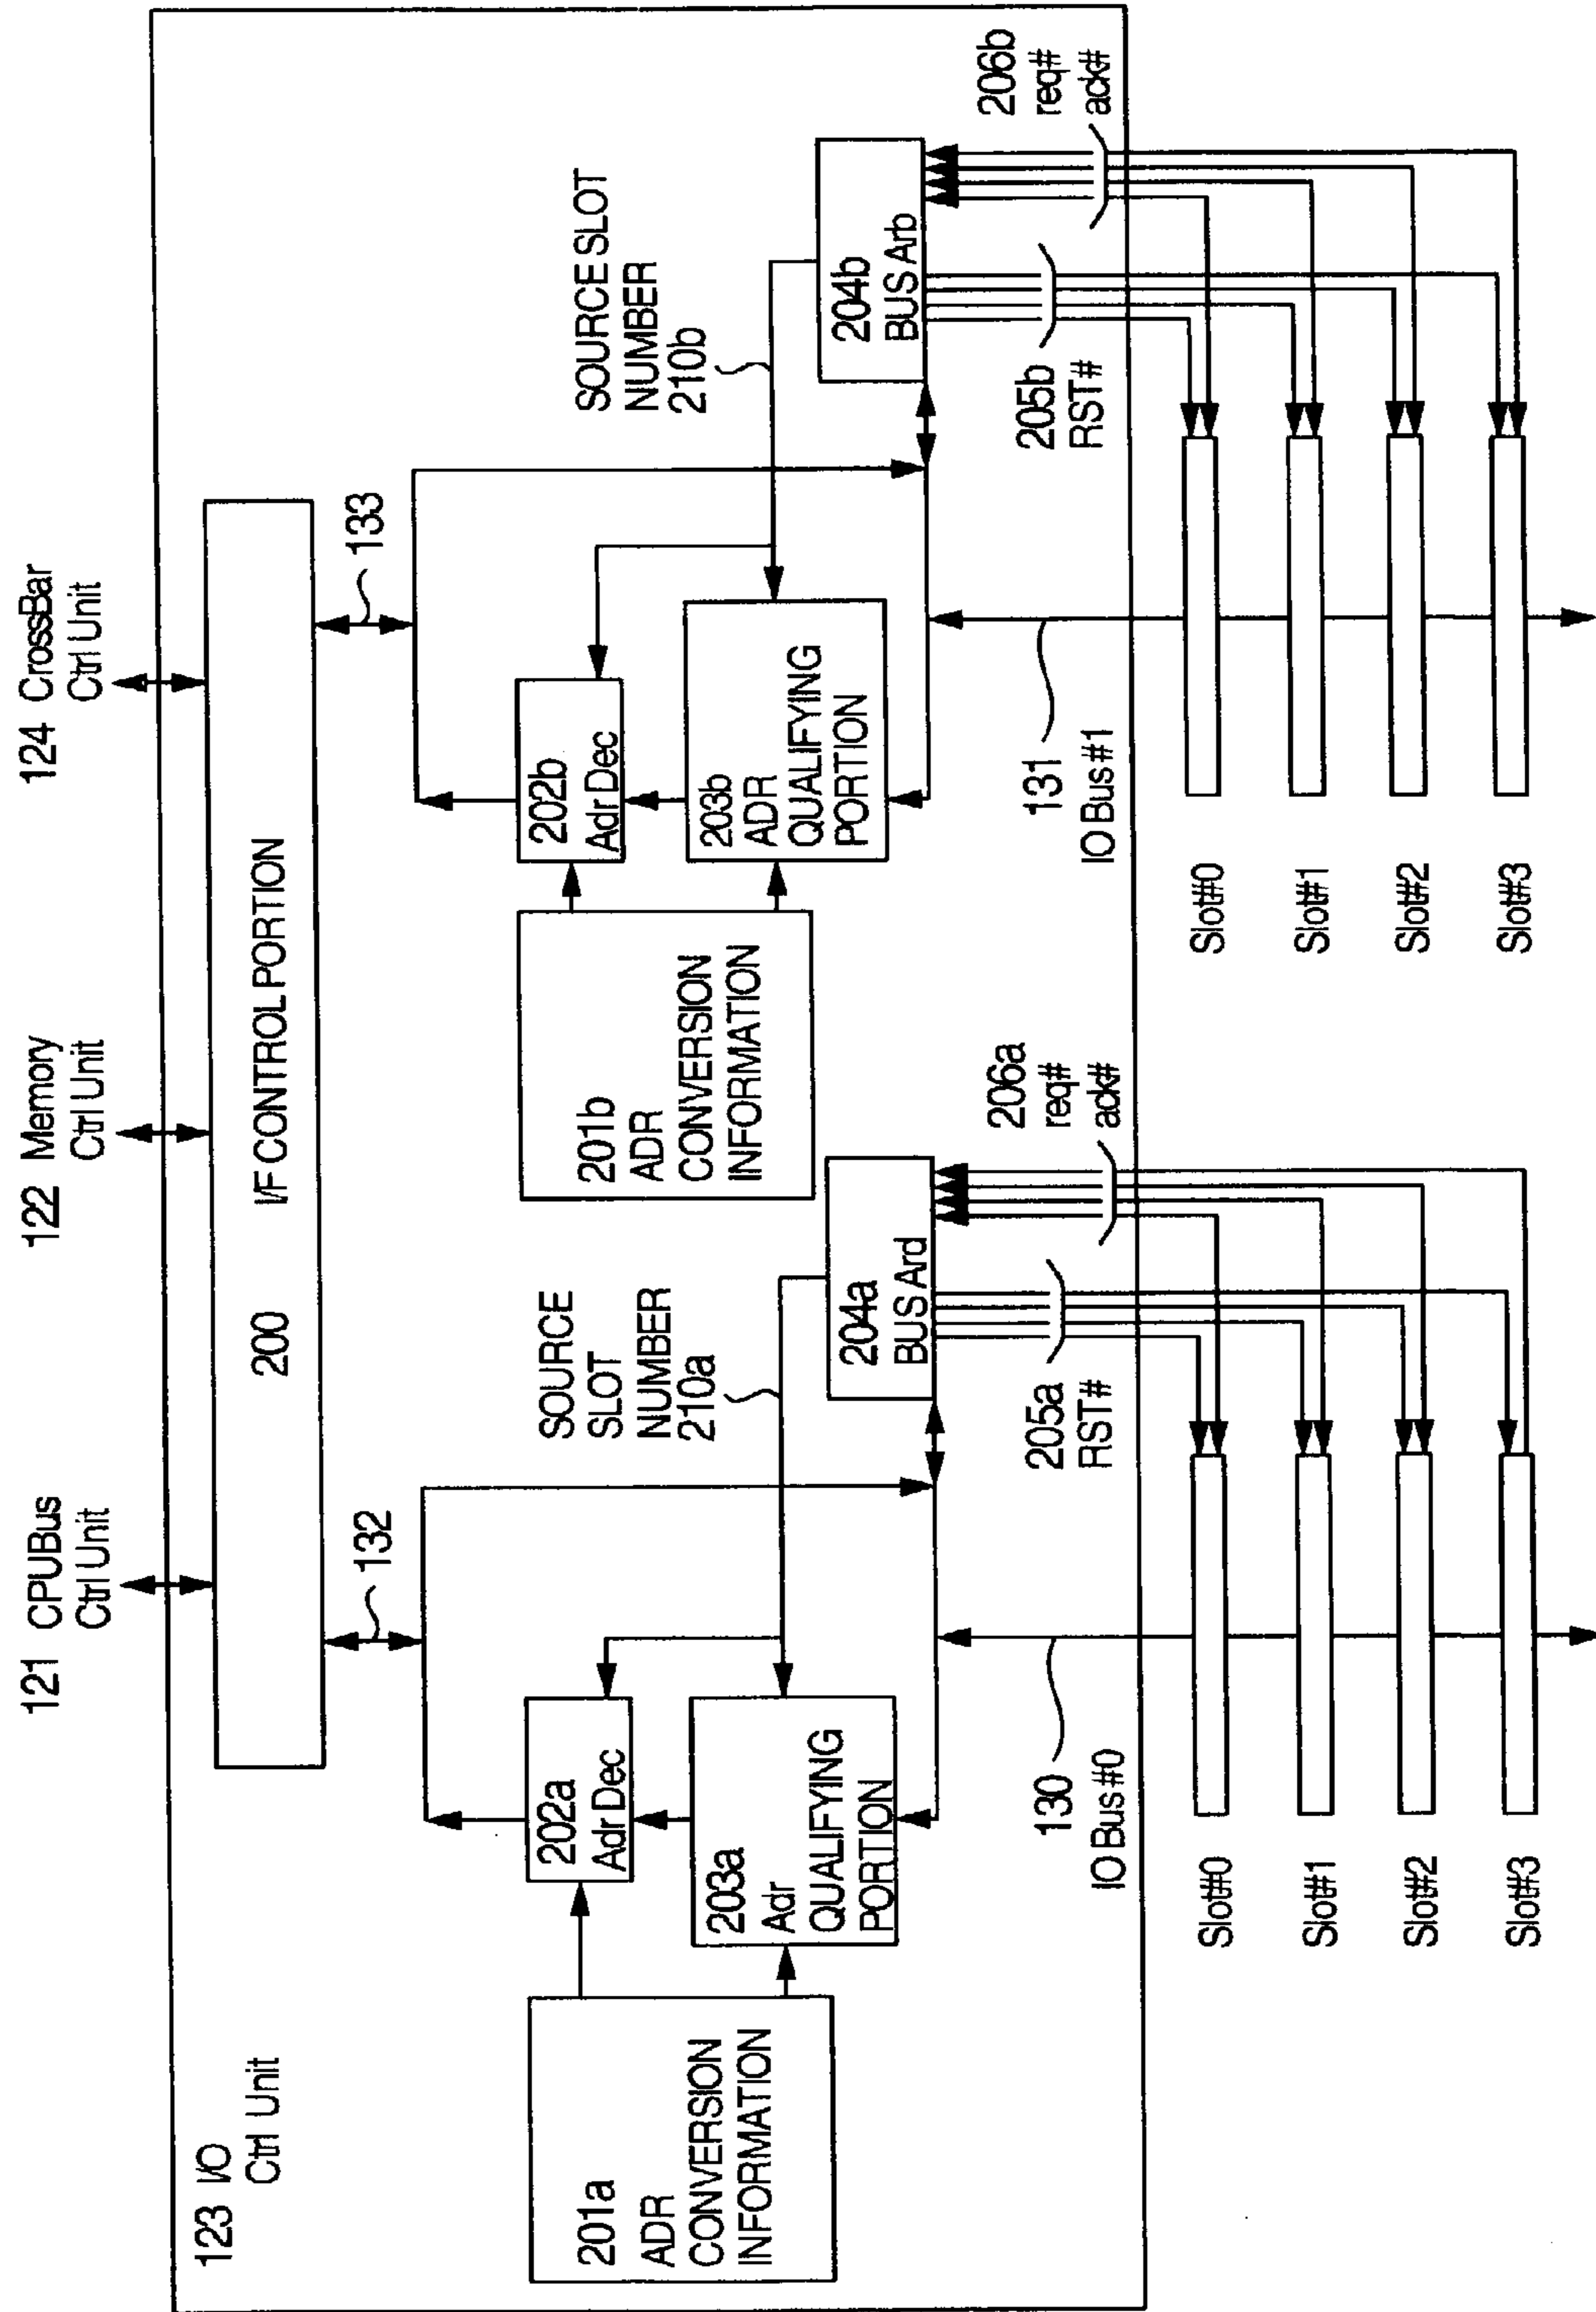 121 CPUBus
Ctrl Unit
122 Memory
Ctrl Unit
124 CrossBar
Ctrl Unit
123 I/O
Ctrl Unit
200 I/F CONTROL PORTION
132
133
201a
ADR
CONVERSION
INFORMATION
202a
Adr Dec
203a
Adr
QUALIFYING
PORTION
SOURCE
SLOT
NUMBER
210a
204a
BUS Ard
205a
RST#
206a
req#
ack#
130
IO Bus#0
Slot#0
Slot#1
Slot#2
Slot#3
201b
ADR
CONVERSION
INFORMATION
202b
Adr Dec
203b
ADR
QUALIFYING
PORTION
SOURCE SLOT
NUMBER
210b
204b
BUS Arb
205b
RST#
206b
req#
ack#
131
IO Bus#1
Slot#0
Slot#1
Slot#2
Slot#3